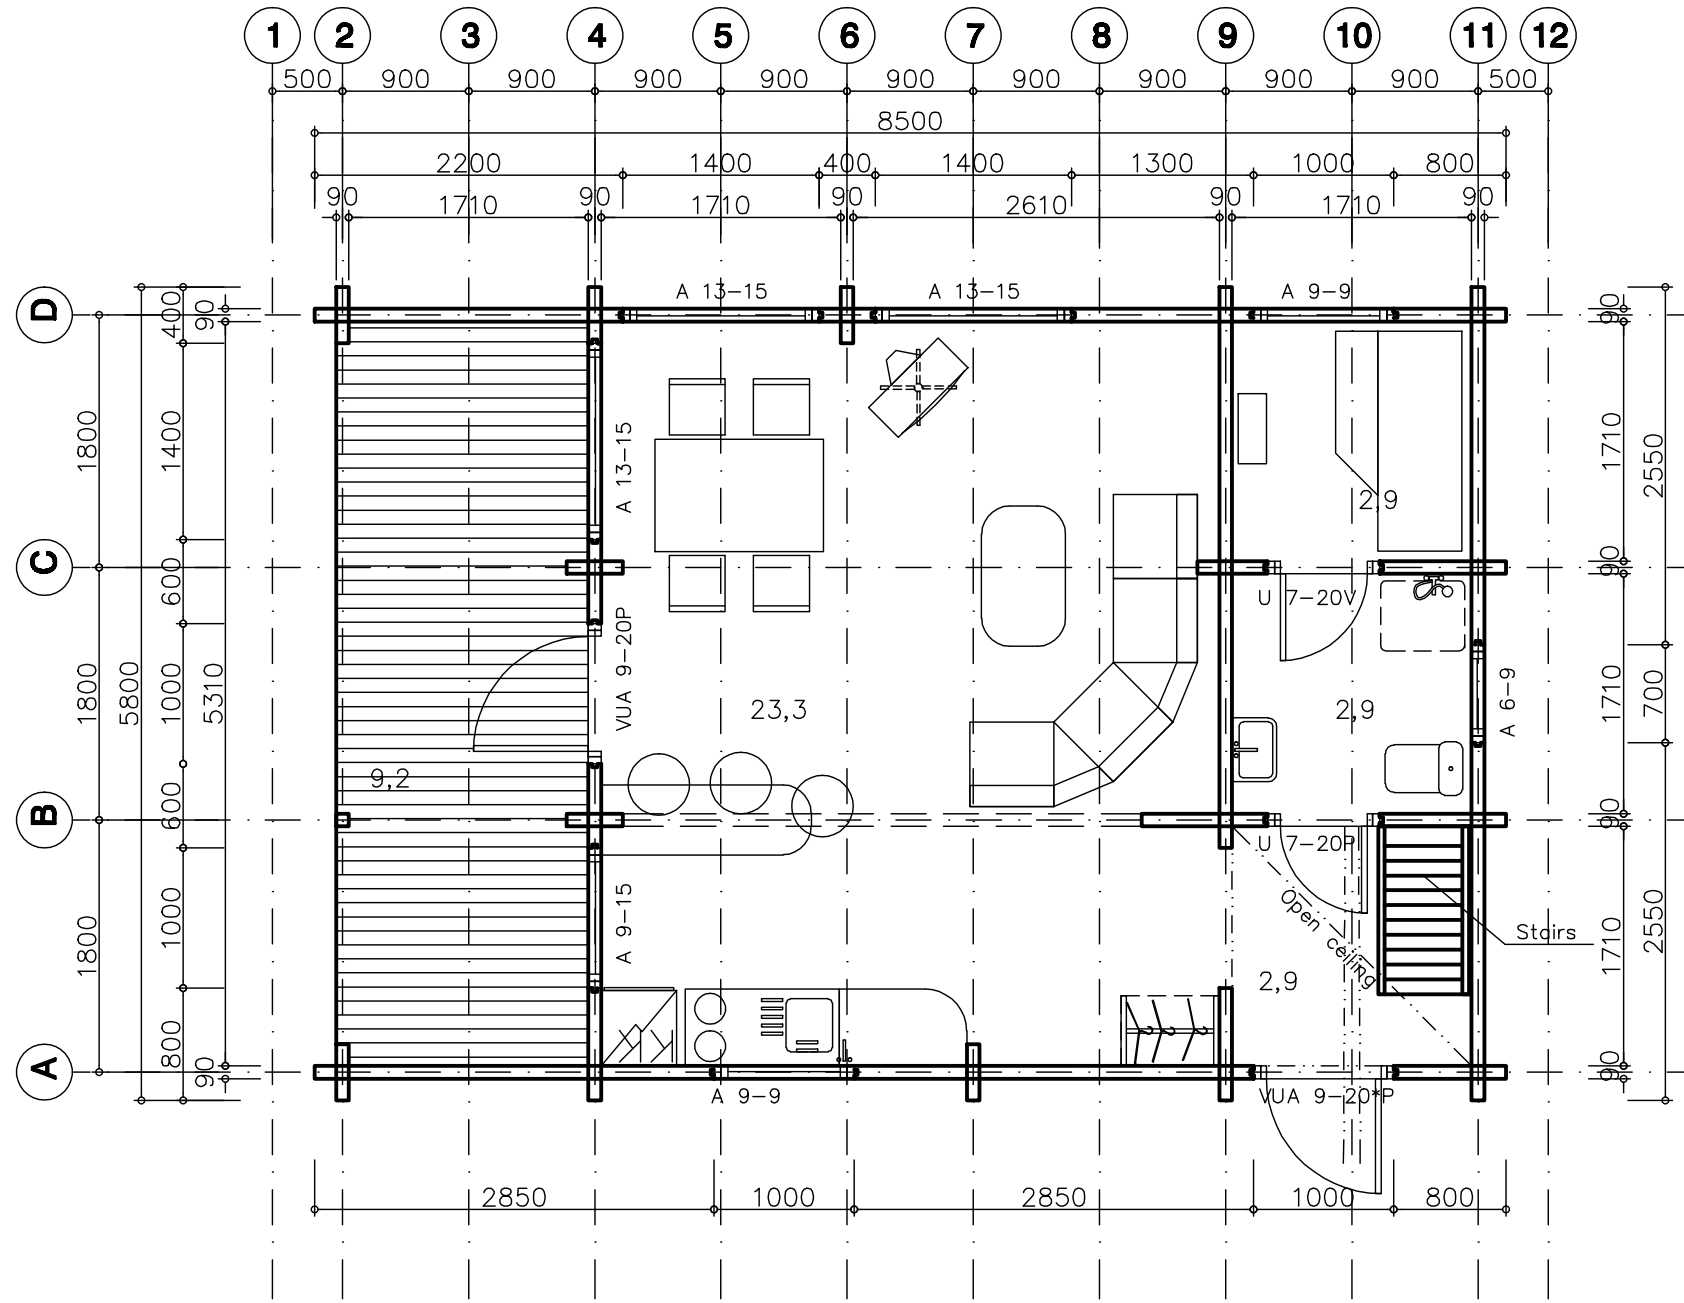 1 2 3 4 5 6 7 8 9 10 11 12
500 900 900 900 900 900 900 900 900 900 500
8500
2200 1400 400 1400 1300 1000 800
90 1710 90 1710 90 2610 90 1710 90
A 13-15 A 13-15 A 9-9
D
400
90
90
1800
1400
A 13-15
1710
2550
2,9
C
600
90
U 7-20V
VUA 9-20P
1800
5800
1000
5310
23,3
2,9
A 6-9
1710
700
9,2
B
600
90
U 7-20P
1800
1000
A 9-15
Open ceiling
Stairs
1710
2550
2,9
A
800
90
90
A 9-9
VUA 9-20*P
2850 1000 2850 1000 800